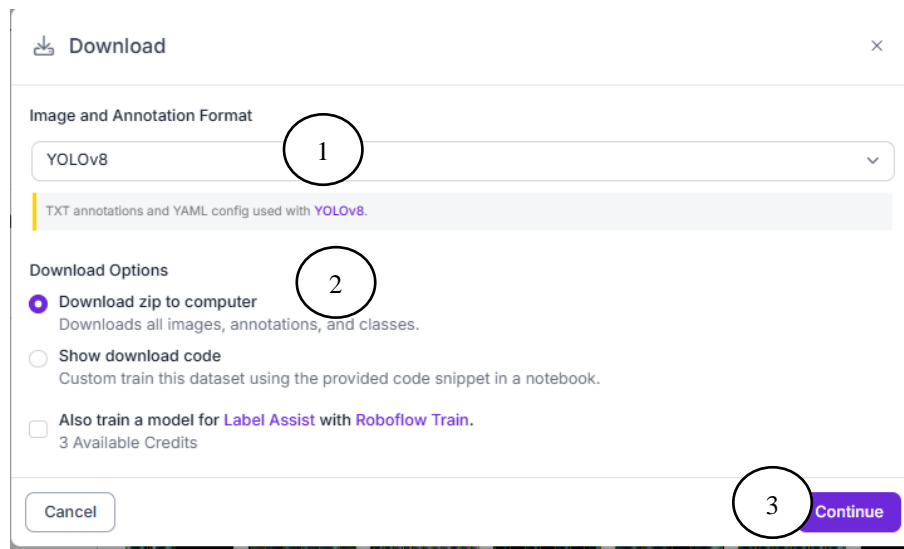 Download
Image and Annotation Format
1
YOLOv8
TXT annotations and YAML config used with YOLOv8.
2
Download Options
Download zip to computer
Downloads all images, annotations, and classes.
Show download code
Custom train this dataset using the provided code snippet in a notebook.
Also train a model for Label Assist with Roboflow Train.
3 Available Credits
Cancel
3
Continue